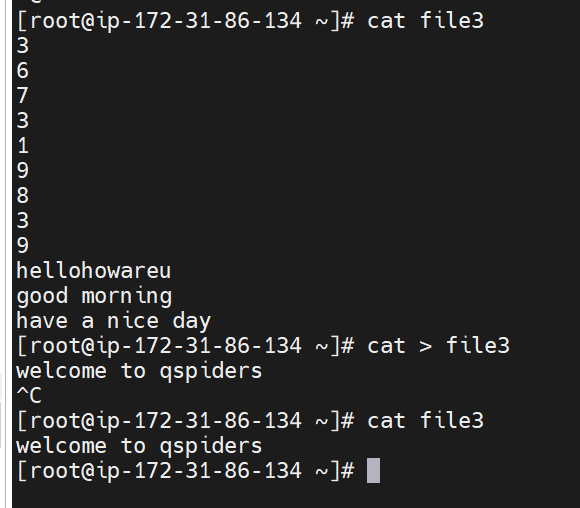 [root@ip-172-31-86-134 ~]# cat file3
3
6
7
3
1
9
8
3
9
hellohowareu
good morning
have a nice day
[root@ip-172-31-86-134 ~]# cat > file3
welcome to qspiders
^C
[root@ip-172-31-86-134 ~]# cat file3
welcome to qspiders
[root@ip-172-31-86-134 ~]#